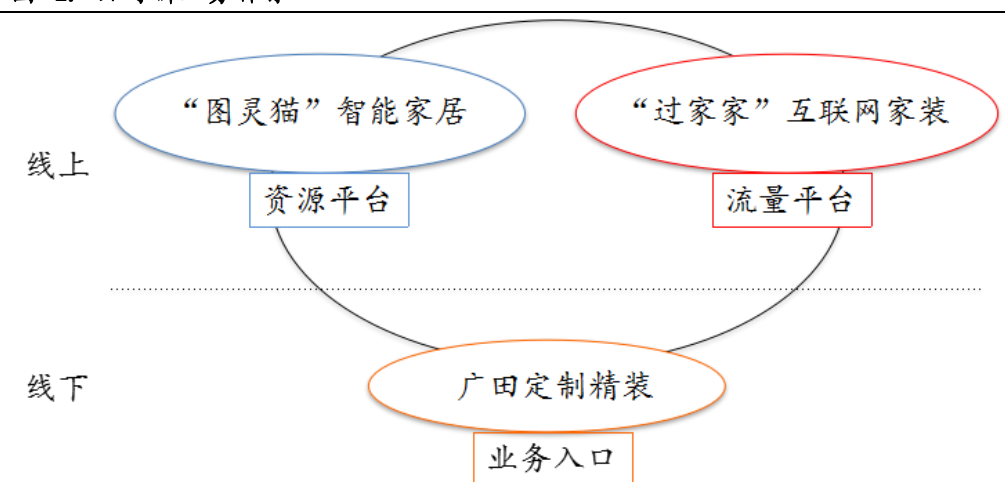 “图灵猫”智能家居
“过家家”互联网家装
线上
资源平台
流量平台
线下
广田定制精装
业务入口